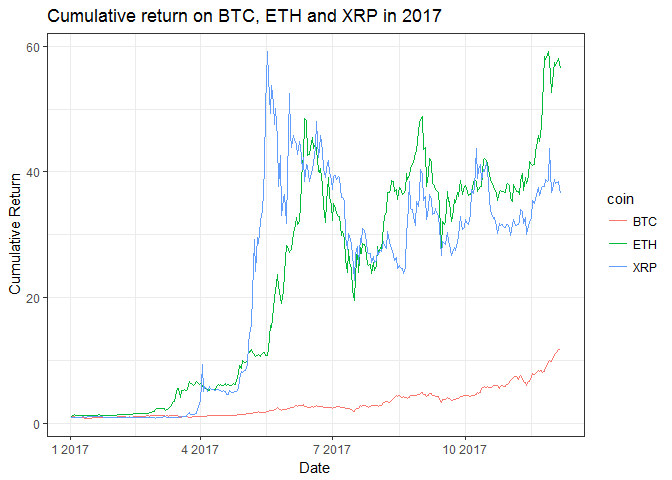 Cumulative return on BTC, ETH and XRP in 2017
60
40
20
0
Cumulative Return
1 2017
4 2017
7 2017
10 2017
Date
coin
BTC
ETH
XRP